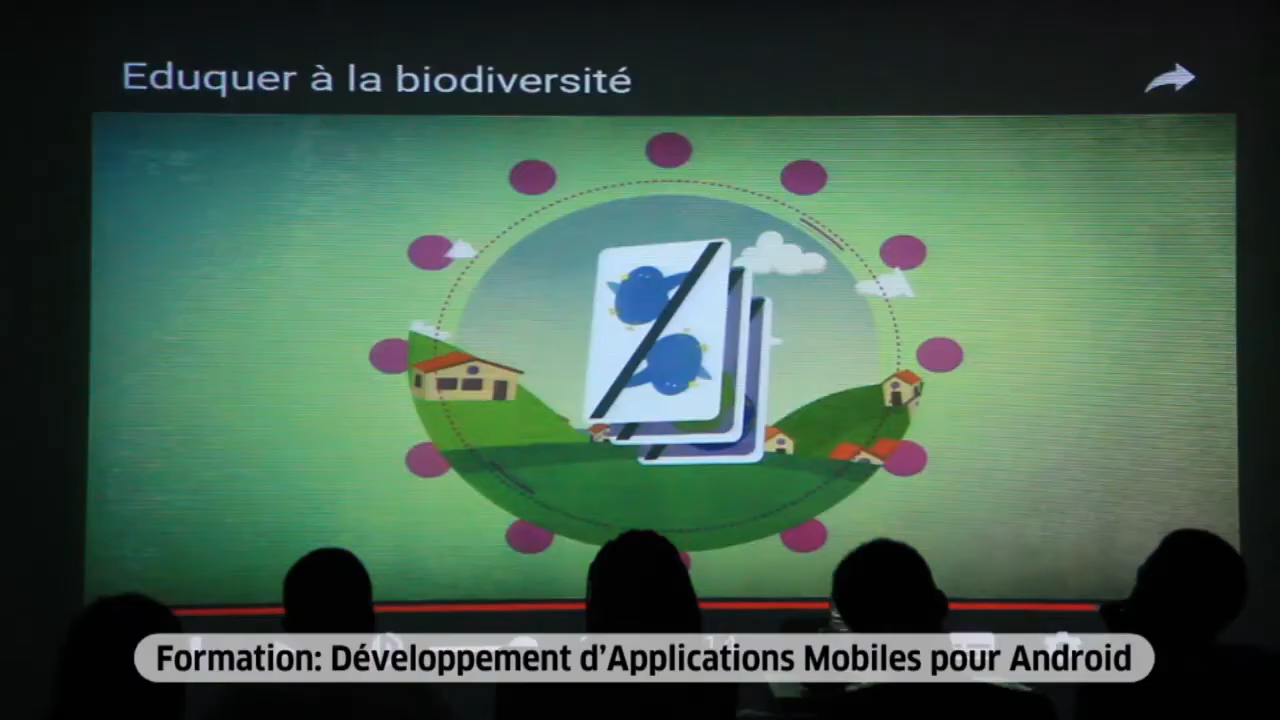 Eduquer à la biodiversité
Formation: Développement d'Applications Mobiles pour Android